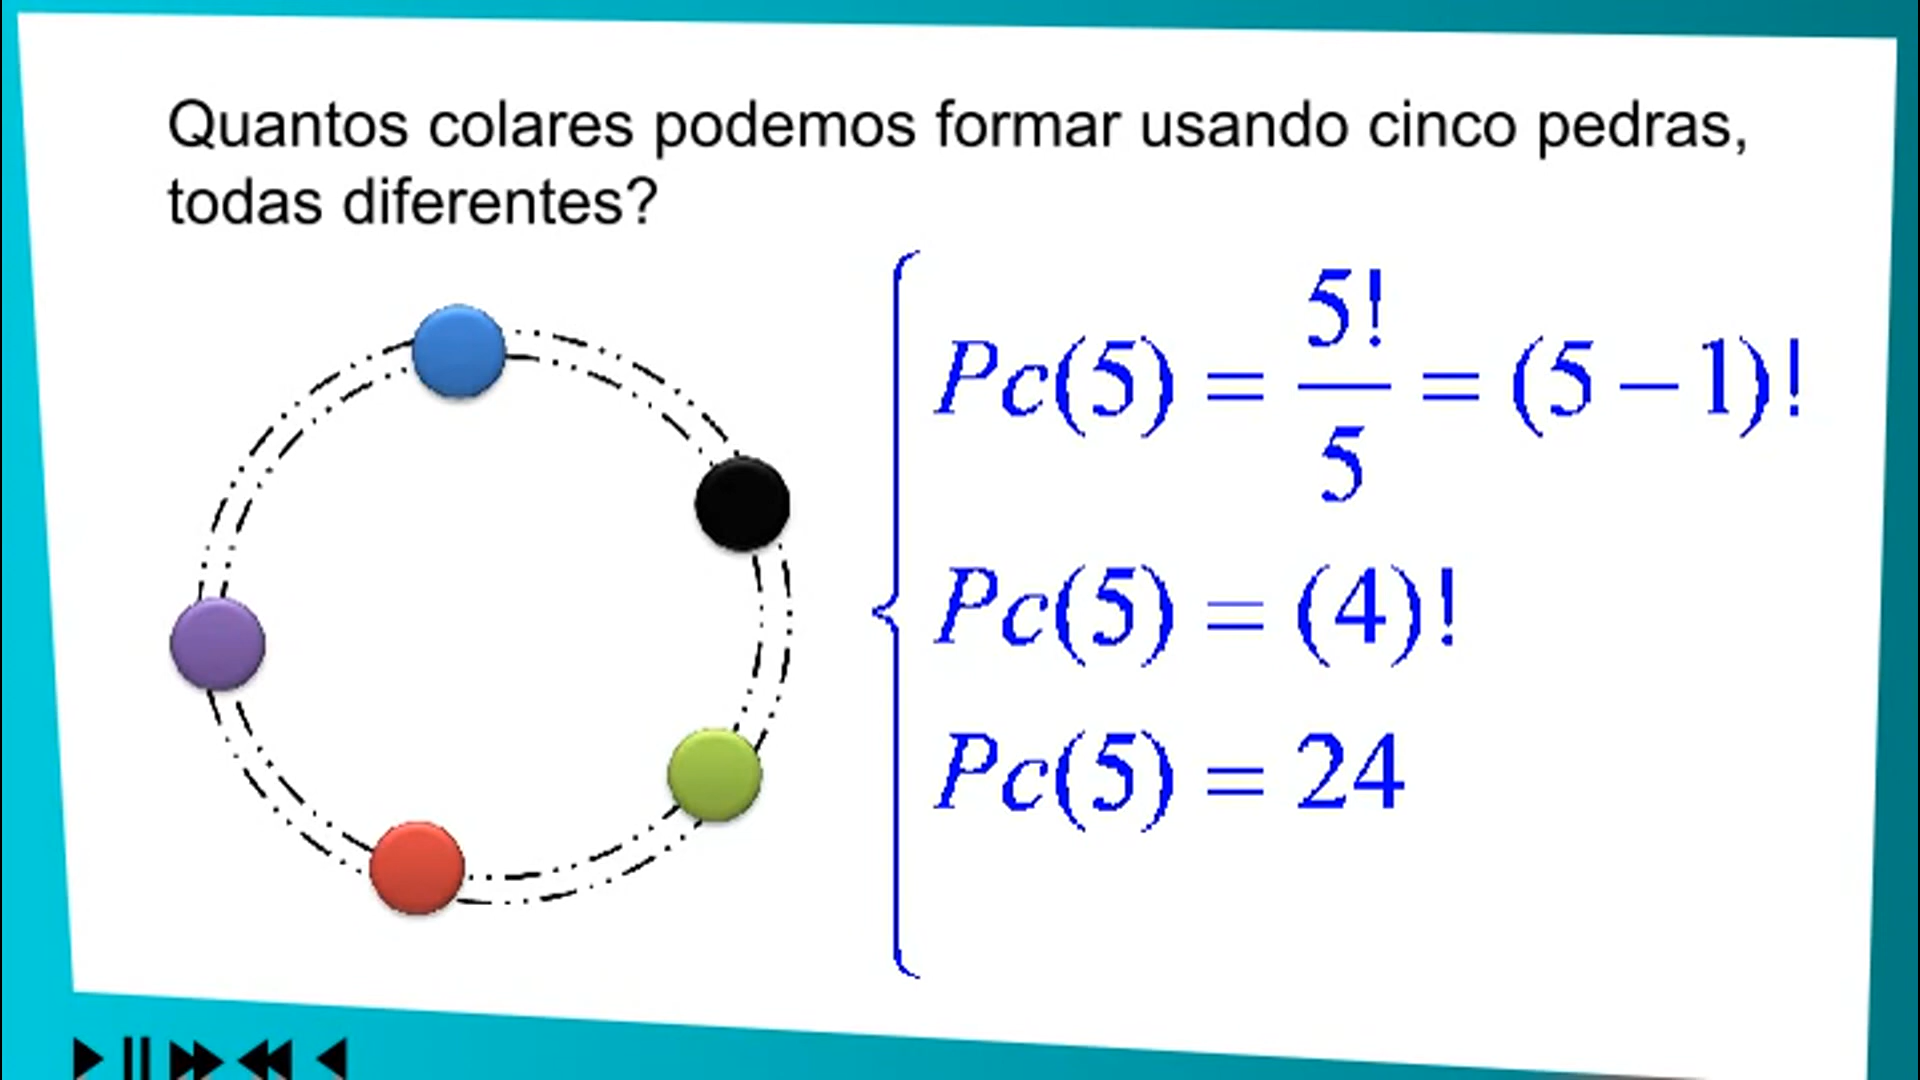 Quantos colares podemos formar usando cinco pedras,
todas diferentes?
Pc(5) = 5!/5 = (5 – 1)!
Pc(5) = (4)!
Pc(5) = 24